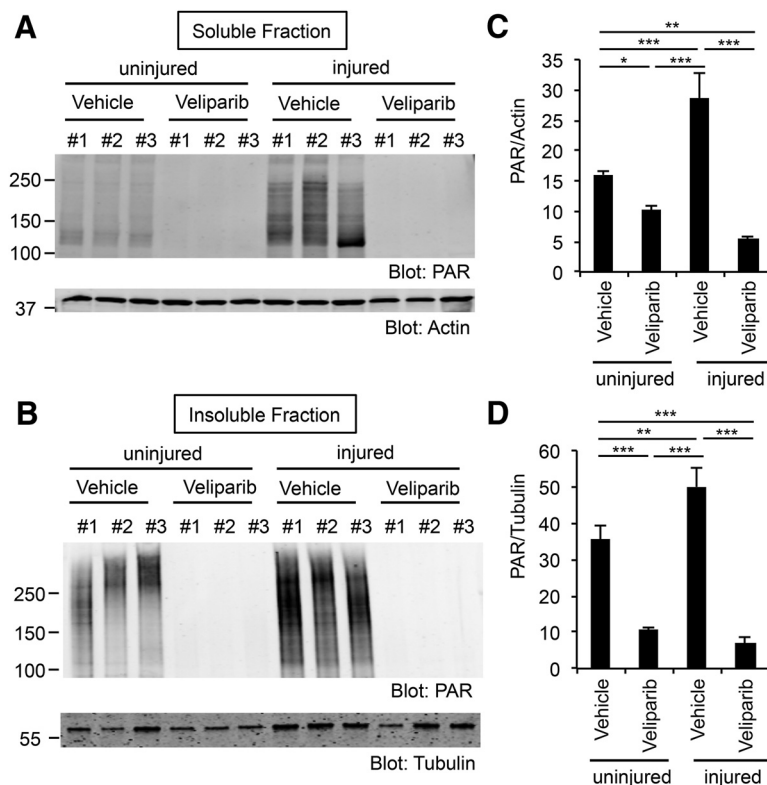 A
Soluble Fraction
uninjured injured
Vehicle Veliparib Vehicle Veliparib
#1 #2 #3 #1 #2 #3 #1 #2 #3 #1 #2 #3
250
150
100
Blot: PAR
37
Blot: Actin
B
Insoluble Fraction
uninjured injured
Vehicle Veliparib Vehicle Veliparib
#1 #2 #3 #1 #2 #3 #1 #2 #3 #1 #2 #3
250
150
100
Blot: PAR
55
Blot: Tubulin
C
**
*** ***
* ***
PAR/Actin
35
30
25
20
15
10
5
0
Vehicle Veliparib Vehicle Veliparib
uninjured injured
D
***
** ***
*** ***
PAR/Tubulin
60
50
40
30
20
10
0
Vehicle Veliparib Vehicle Veliparib
uninjured injured